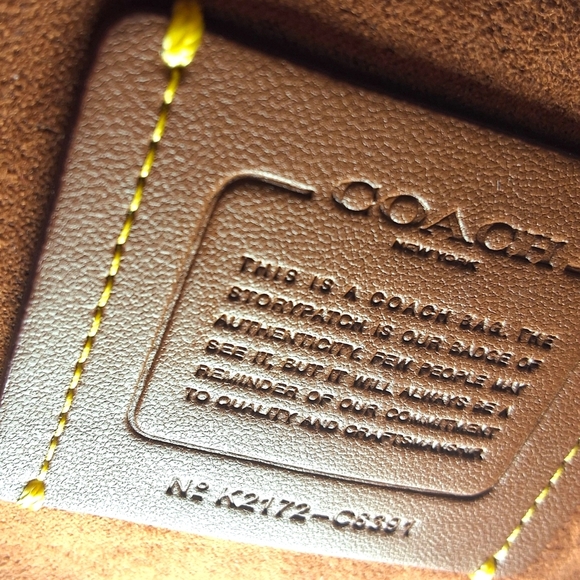 COACH
NEW YORK
THIS IS A COACH BAG. THE
STORYPATCH IS OUR BADGE OF
AUTHENTICITY. FEW PEOPLE MAY
SEE IT, BUT IT WILL ALWAYS BE A
REMINDER OF OUR COMMITMENT
TO QUALITY AND CRAFTSMANSHIP.
Nº K2172-C8391